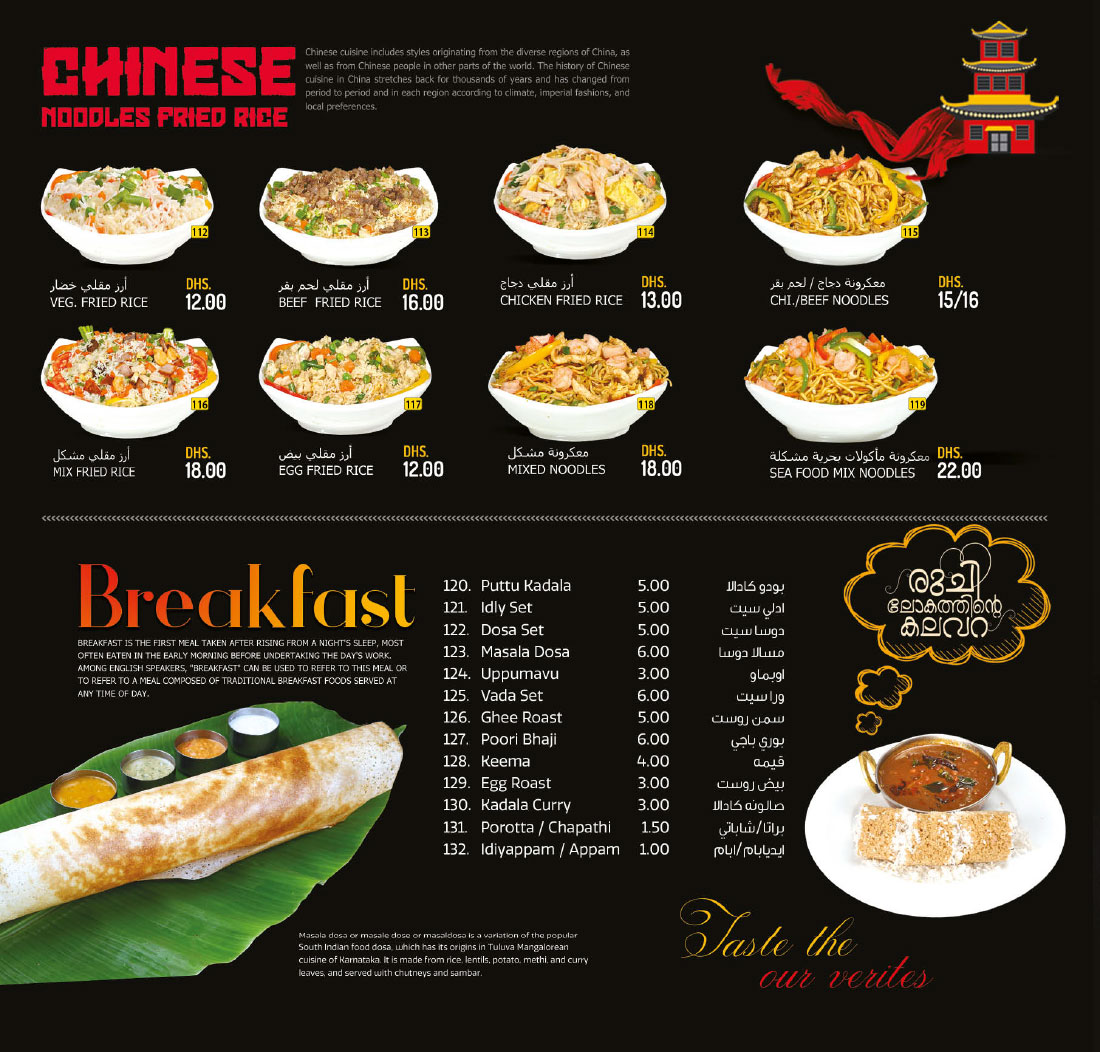 CHINESE
NOODLES FRIED RICE
Chinese cuisine includes styles originating from the diverse regions of China, as
well as from Chinese people in other parts of the world. The history of Chinese
cuisine in China stretches back for thousands of years and has changed from
period to period and in each region according to climate, imperial fashions, and
local preferences.
112
113
114
115
أرز مقلي خضار
VEG. FRIED RICE
DHS.
12.00
أرز مقلي لحم بقر
BEEF FRIED RICE
DHS.
16.00
أرز مقلي دجاج
CHICKEN FRIED RICE
DHS.
13.00
معكرونة دجاج / لحم بقر
CHI./BEEF NOODLES
DHS.
15/16
116
117
118
119
أرز مقلي مشكل
MIX FRIED RICE
DHS.
18.00
أرز مقلي بيض
EGG FRIED RICE
DHS.
12.00
معكرونة مشكل
MIXED NOODLES
DHS.
18.00
معكرونة مأكولات بحرية مشكلة
SEA FOOD MIX NOODLES
DHS.
22.00
Breakfast
BREAKFAST IS THE FIRST MEAL TAKEN AFTER RISING FROM A NIGHT'S SLEEP, MOST
OFTEN EATEN IN THE EARLY MORNING BEFORE UNDERTAKING THE DAY'S WORK.
AMONG ENGLISH SPEAKERS, "BREAKFAST" CAN BE USED TO REFER TO THIS MEAL OR
TO REFER TO A MEAL COMPOSED OF TRADITIONAL BREAKFAST FOODS SERVED AT
ANY TIME OF DAY.
120. Puttu Kadala 5.00 بودو كادالا
121. Idly Set 5.00 ادلي سيت
122. Dosa Set 5.00 دوسا سيت
123. Masala Dosa 6.00 مسالا دوسا
124. Uppumavu 3.00 اوبماو
125. Vada Set 6.00 ورا سيت
126. Ghee Roast 5.00 سمن روست
127. Poori Bhaji 6.00 بوري باجي
128. Keema 4.00 قيمه
129. Egg Roast 3.00 بيض روست
130. Kadala Curry 3.00 صالونه كادالا
131. Porotta / Chapathi 1.50 براتا/شاباتي
132. Idiyappam / Appam 1.00 ايديابام/ابام
രുചി
ലോകത്തിന്റെ
കലവറ
Masala dosa or masale dose or masaldosa is a variation of the popular
South Indian food dosa, which has its origins in Tuluva Mangalorean
cuisine of Karnataka. It is made from rice, lentils, potato, methi, and curry
leaves, and served with chutneys and sambar.
Taste the
our verites